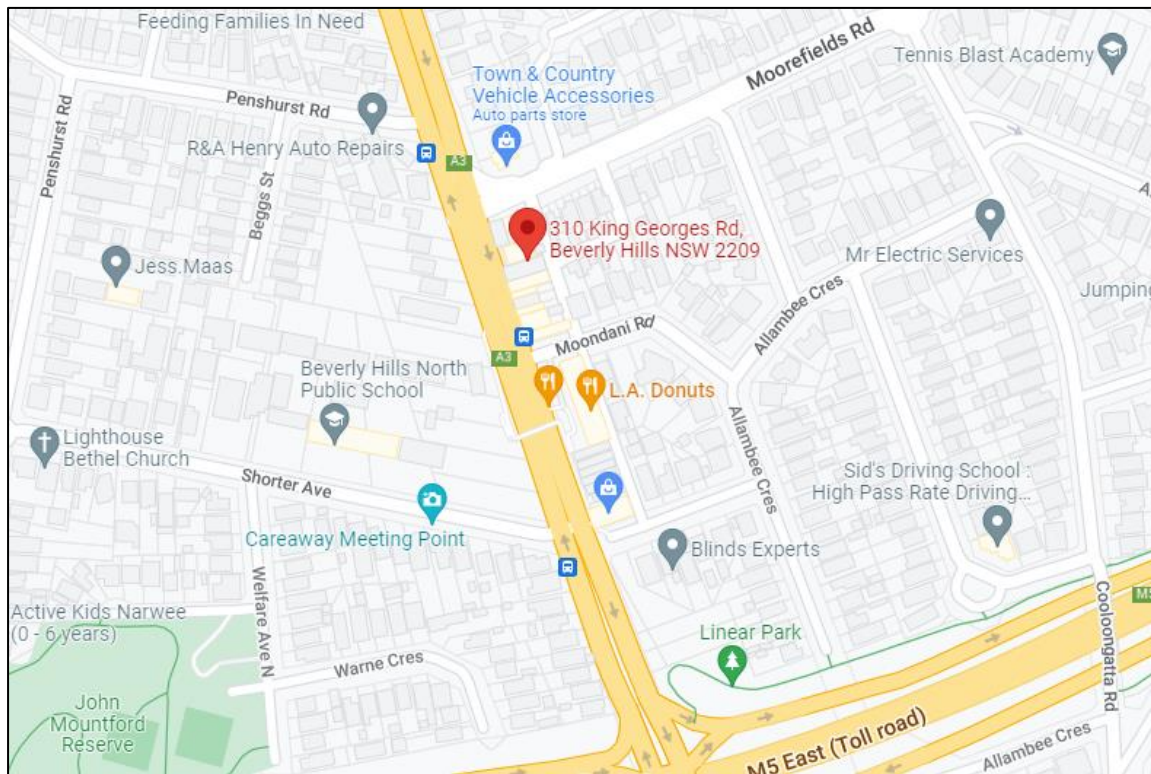 Feeding Families In Need
Moorefields Rd
Tennis Blast Academy
Town & Country
Vehicle Accessories
Auto parts store
Penshurst Rd
Penshurst Rd
R&A Henry Auto Repairs
A3
Beggs St
310 King Georges Rd,
Beverly Hills NSW 2209
Mr Electric Services
Jess.Maas
Allambee Cres
Jumping
Moondani Rd
A3
Beverly Hills North
Public School
L.A. Donuts
Allambee Cres
Lighthouse
Bethel Church
Shorter Ave
Sid's Driving School :
High Pass Rate Driving...
Careaway Meeting Point
Blinds Experts
Welfare Ave N
Active Kids Narwee
(0 - 6 years)
Cooloongatta Rd
M5
Linear Park
Warne Cres
John
Mountford
Reserve
M5 East (Toll road)
Allambee Cres